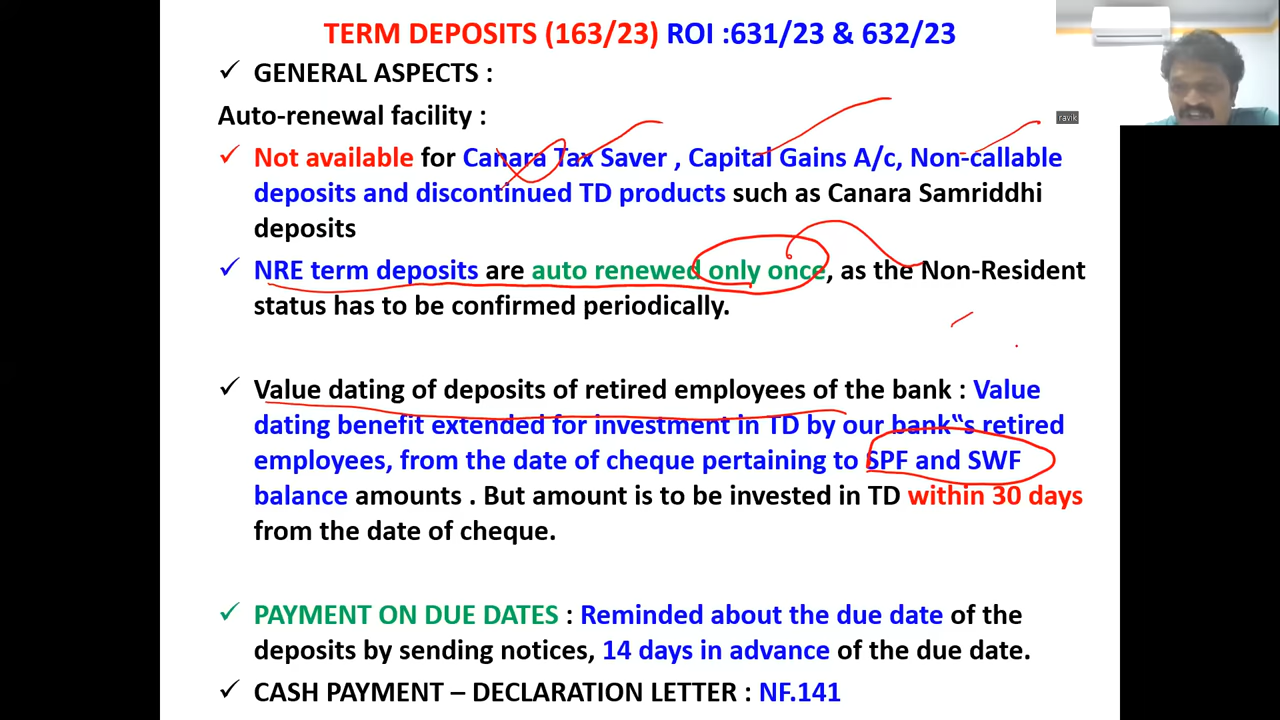 TERM DEPOSITS (163/23) ROI :631/23 & 632/23
✓ GENERAL ASPECTS :
Auto-renewal facility :
✓ Not available for Canara Tax Saver , Capital Gains A/c, Non-callable
deposits and discontinued TD products such as Canara Samriddhi
deposits
✓ NRE term deposits are auto renewed only once, as the Non-Resident
status has to be confirmed periodically.
✓ Value dating of deposits of retired employees of the bank : Value
dating benefit extended for investment in TD by our bank‟s retired
employees, from the date of cheque pertaining to SPF and SWF
balance amounts . But amount is to be invested in TD within 30 days
from the date of cheque.
✓ PAYMENT ON DUE DATES : Reminded about the due date of the
deposits by sending notices, 14 days in advance of the due date.
✓ CASH PAYMENT – DECLARATION LETTER : NF.141
ravik